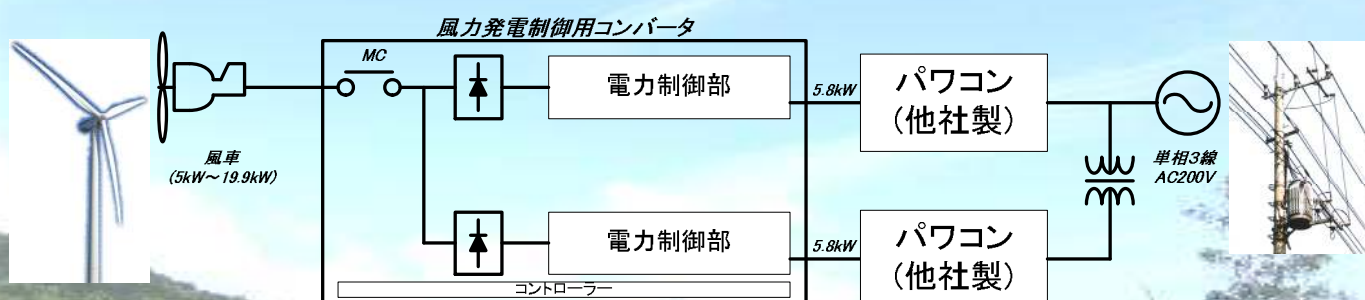 風力発電制御用コンバータ
MC
電力制御部
5.8kW
パワコン
(他社製)
風車
(5kW～19.9kW)
単相3線
AC200V
電力制御部
5.8kW
パワコン
(他社製)
コントローラー